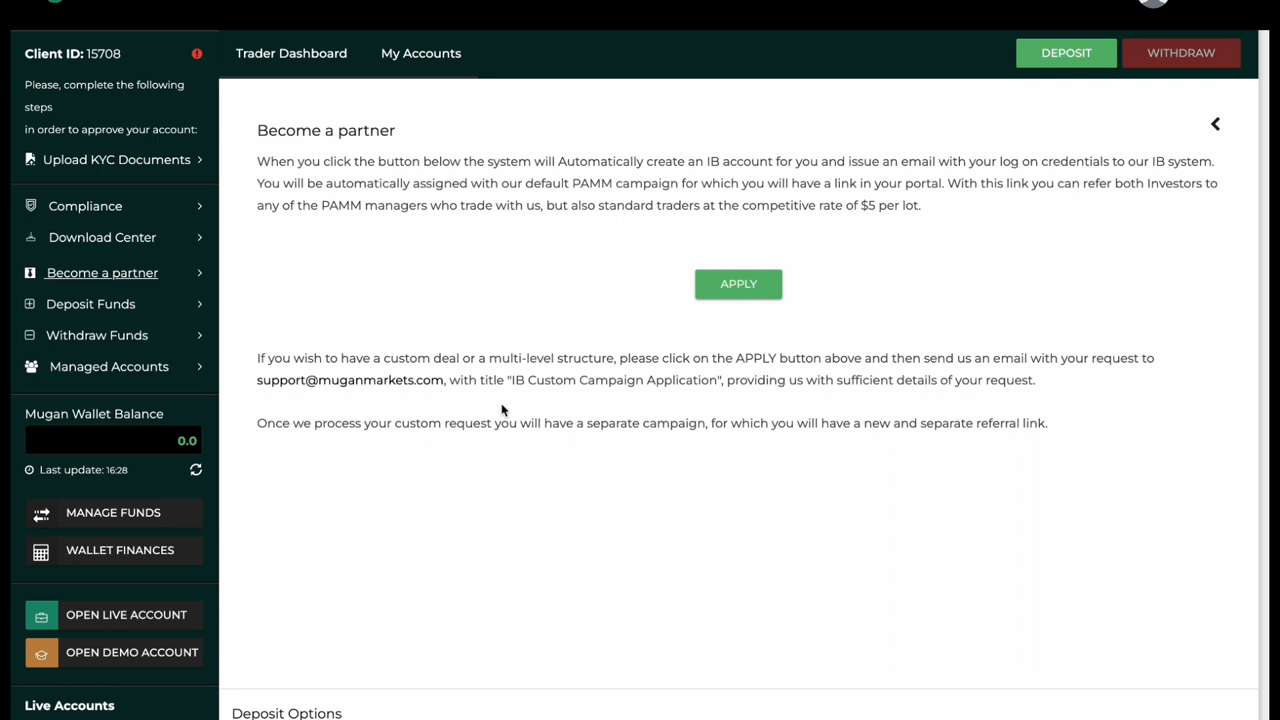 Client ID: 15708
Please, complete the following
steps
in order to approve your account:
Upload KYC Documents
Compliance
Download Center
Become a partner
Deposit Funds
Withdraw Funds
Managed Accounts
Mugan Wallet Balance
0.0
Last update: 16:28
MANAGE FUNDS
WALLET FINANCES
OPEN LIVE ACCOUNT
OPEN DEMO ACCOUNT
Live Accounts
Trader Dashboard My Accounts
DEPOSIT WITHDRAW
Become a partner
When you click the button below the system will Automatically create an IB account for you and issue an email with your log on credentials to our IB system.
You will be automatically assigned with our default PAMM campaign for which you will have a link in your portal. With this link you can refer both Investors to
any of the PAMM managers who trade with us, but also standard traders at the competitive rate of $5 per lot.
APPLY
If you wish to have a custom deal or a multi-level structure, please click on the APPLY button above and then send us an email with your request to
support@muganmarkets.com, with title "IB Custom Campaign Application", providing us with sufficient details of your request.
Once we process your custom request you will have a separate campaign, for which you will have a new and separate referral link.
Deposit Options